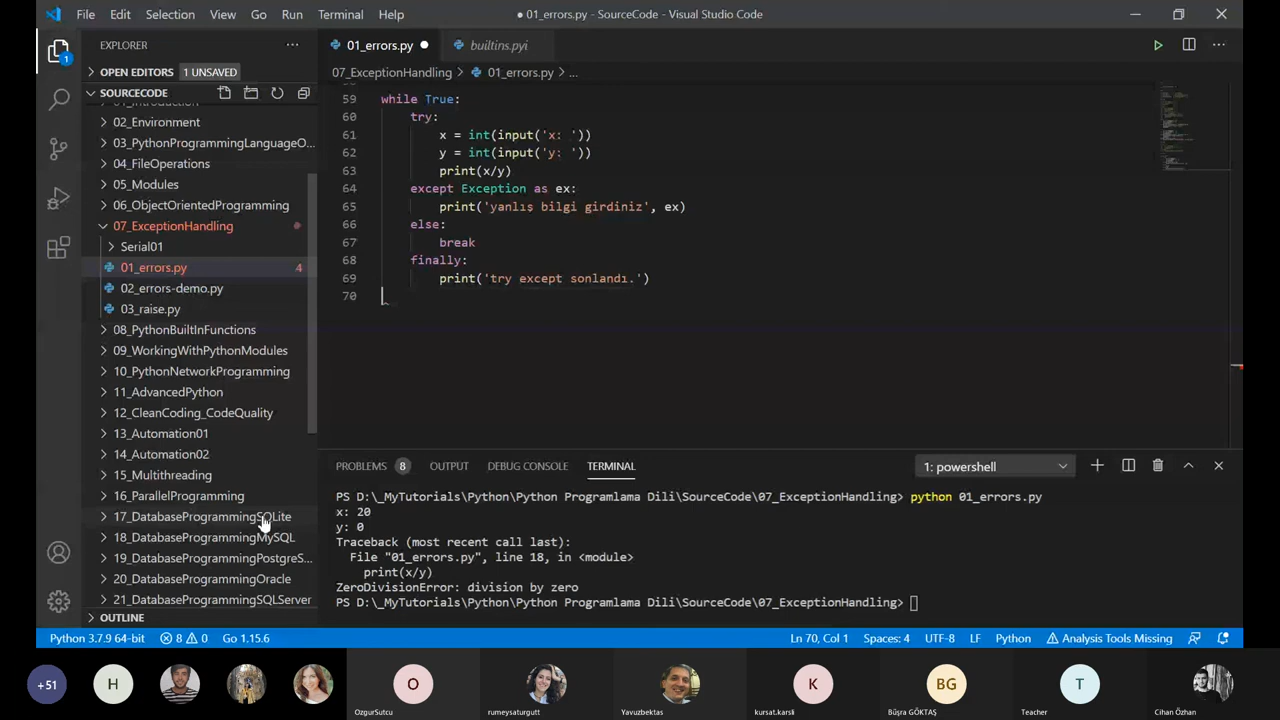 File Edit Selection View Go Run Terminal Help
● 01_errors.py - SourceCode - Visual Studio Code
EXPLORER
01_errors.py
builtins.pyi
OPEN EDITORS 1 UNSAVED
07_ExceptionHandling > 01_errors.py > ...
SOURCECODE
01_Introduction
02_Environment
03_PythonProgrammingLanguageO...
04_FileOperations
05_Modules
06_ObjectOrientedProgramming
07_ExceptionHandling
Serial01
01_errors.py 4
02_errors-demo.py
03_raise.py
08_PythonBuiltInFunctions
09_WorkingWithPythonModules
10_PythonNetworkProgramming
11_AdvancedPython
12_CleanCoding_CodeQuality
13_Automation01
14_Automation02
15_Multithreading
16_ParallelProgramming
17_DatabaseProgrammingSQLite
18_DatabaseProgrammingMySQL
19_DatabaseProgrammingPostgreS...
20_DatabaseProgrammingOracle
21_DatabaseProgrammingSQLServer
OUTLINE
1
59 while True:
60 try:
61 x = int(input('x: '))
62 y = int(input('y: '))
63 print(x/y)
64 except Exception as ex:
65 print('yanlış bilgi girdiniz', ex)
66 else:
67 break
68 finally:
69 print('try except sonlandı.')
70
PROBLEMS 8 OUTPUT DEBUG CONSOLE TERMINAL 1: powershell
PS D:\_MyTutorials\Python\Python Programlama Dili\SourceCode\07_ExceptionHandling> python 01_errors.py
x: 20
y: 0
Traceback (most recent call last):
File "01_errors.py", line 18, in <module>
print(x/y)
ZeroDivisionError: division by zero
PS D:\_MyTutorials\Python\Python Programlama Dili\SourceCode\07_ExceptionHandling>
Python 3.7.9 64-bit 8 0 Go 1.15.6 Ln 70, Col 1 Spaces: 4 UTF-8 LF Python Analysis Tools Missing
+51 H O K BG T
OzgurSutcu rumeysaturgutt Yavuzbektas kursat.karsli Büşra GÖKTAŞ Teacher Cihan Özhan